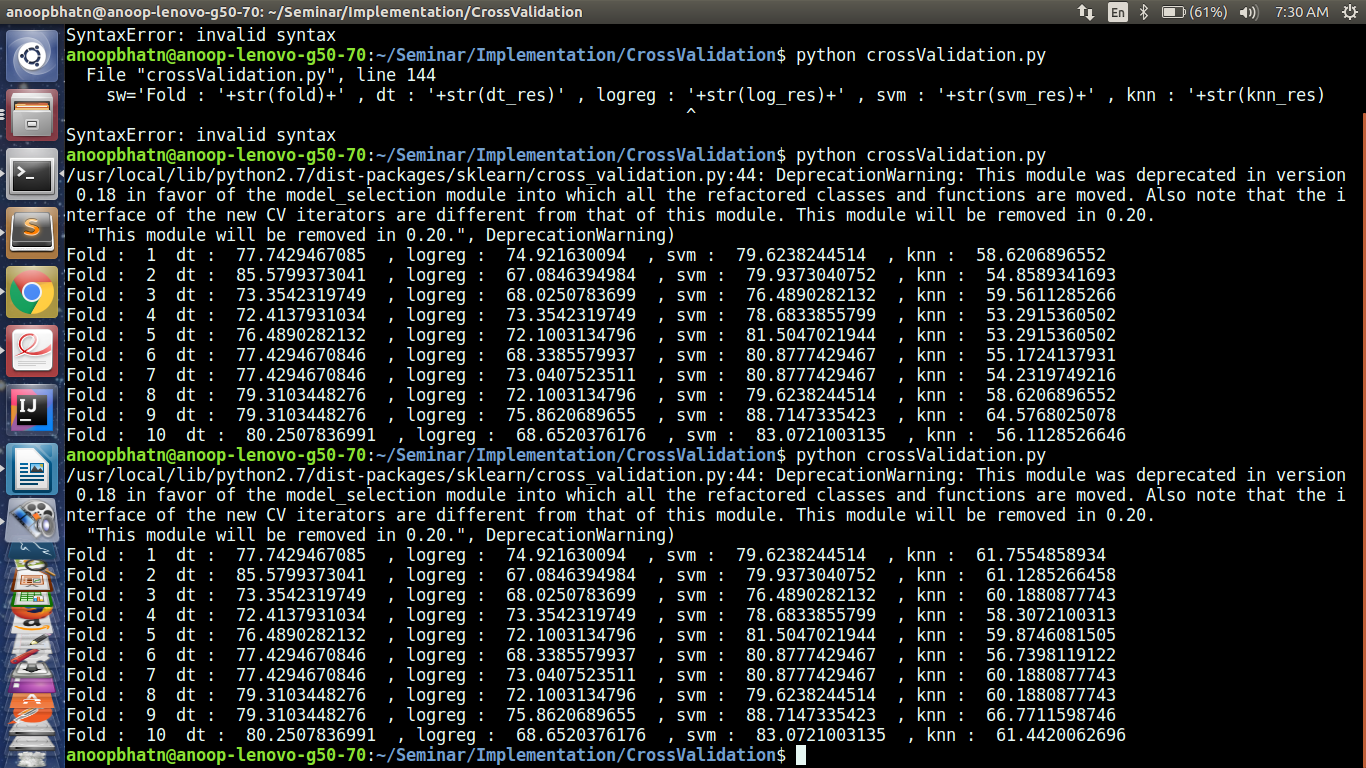 anoopbhatn@anoop-lenovo-g50-70: ~/Seminar/Implementation/CrossValidation En (61%) 7:30 AM
SyntaxError: invalid syntax
anoopbhatn@anoop-lenovo-g50-70:~/Seminar/Implementation/CrossValidation$ python crossValidation.py
  File "crossValidation.py", line 144
    sw='Fold : '+str(fold)+' , dt : '+str(dt_res)' , logreg : '+str(log_res)+' , svm : '+str(svm_res)+' , knn : '+str(knn_res)
                                                              ^
SyntaxError: invalid syntax
anoopbhatn@anoop-lenovo-g50-70:~/Seminar/Implementation/CrossValidation$ python crossValidation.py
/usr/local/lib/python2.7/dist-packages/sklearn/cross_validation.py:44: DeprecationWarning: This module was deprecated in version
 0.18 in favor of the model_selection module into which all the refactored classes and functions are moved. Also note that the i
nterface of the new CV iterators are different from that of this module. This module will be removed in 0.20.
  "This module will be removed in 0.20.", DeprecationWarning)
Fold :  1  dt :  77.7429467085  , logreg :  74.921630094  , svm :  79.6238244514  , knn :  58.6206896552
Fold :  2  dt :  85.5799373041  , logreg :  67.0846394984  , svm :  79.9373040752  , knn :  54.8589341693
Fold :  3  dt :  73.3542319749  , logreg :  68.0250783699  , svm :  76.4890282132  , knn :  59.5611285266
Fold :  4  dt :  72.4137931034  , logreg :  73.3542319749  , svm :  78.6833855799  , knn :  53.2915360502
Fold :  5  dt :  76.4890282132  , logreg :  72.1003134796  , svm :  81.5047021944  , knn :  53.2915360502
Fold :  6  dt :  77.4294670846  , logreg :  68.3385579937  , svm :  80.8777429467  , knn :  55.1724137931
Fold :  7  dt :  77.4294670846  , logreg :  73.0407523511  , svm :  80.8777429467  , knn :  54.2319749216
Fold :  8  dt :  79.3103448276  , logreg :  72.1003134796  , svm :  79.6238244514  , knn :  58.6206896552
Fold :  9  dt :  79.3103448276  , logreg :  75.8620689655  , svm :  88.7147335423  , knn :  64.5768025078
Fold :  10  dt :  80.2507836991  , logreg :  68.6520376176  , svm :  83.0721003135  , knn :  56.1128526646
anoopbhatn@anoop-lenovo-g50-70:~/Seminar/Implementation/CrossValidation$ python crossValidation.py
/usr/local/lib/python2.7/dist-packages/sklearn/cross_validation.py:44: DeprecationWarning: This module was deprecated in version
 0.18 in favor of the model_selection module into which all the refactored classes and functions are moved. Also note that the i
nterface of the new CV iterators are different from that of this module. This module will be removed in 0.20.
  "This module will be removed in 0.20.", DeprecationWarning)
Fold :  1  dt :  77.7429467085  , logreg :  74.921630094  , svm :  79.6238244514  , knn :  61.7554858934
Fold :  2  dt :  85.5799373041  , logreg :  67.0846394984  , svm :  79.9373040752  , knn :  61.1285266458
Fold :  3  dt :  73.3542319749  , logreg :  68.0250783699  , svm :  76.4890282132  , knn :  60.1880877743
Fold :  4  dt :  72.4137931034  , logreg :  73.3542319749  , svm :  78.6833855799  , knn :  58.3072100313
Fold :  5  dt :  76.4890282132  , logreg :  72.1003134796  , svm :  81.5047021944  , knn :  59.8746081505
Fold :  6  dt :  77.4294670846  , logreg :  68.3385579937  , svm :  80.8777429467  , knn :  56.7398119122
Fold :  7  dt :  77.4294670846  , logreg :  73.0407523511  , svm :  80.8777429467  , knn :  60.1880877743
Fold :  8  dt :  79.3103448276  , logreg :  72.1003134796  , svm :  79.6238244514  , knn :  60.1880877743
Fold :  9  dt :  79.3103448276  , logreg :  75.8620689655  , svm :  88.7147335423  , knn :  66.7711598746
Fold :  10  dt :  80.2507836991  , logreg :  68.6520376176  , svm :  83.0721003135  , knn :  61.4420062696
anoopbhatn@anoop-lenovo-g50-70:~/Seminar/Implementation/CrossValidation$
>_
S
IJ